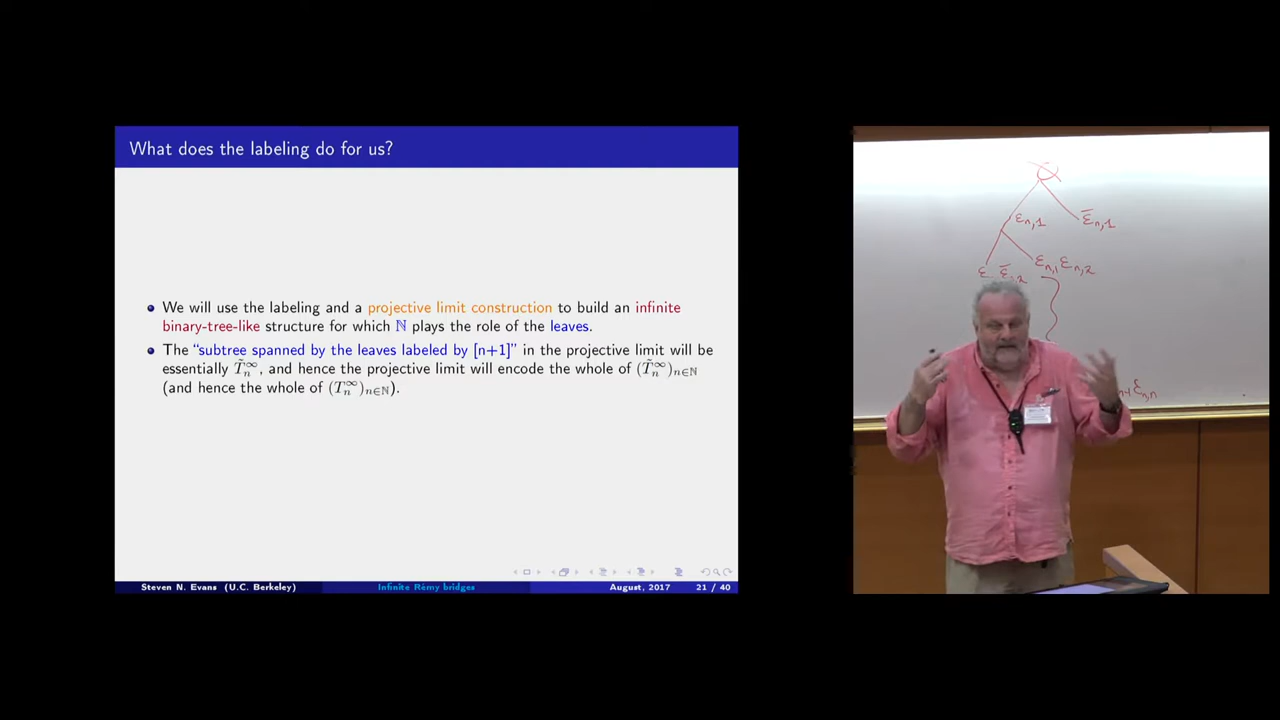 What does the labeling do for us?
We will use the labeling and a projective limit construction to build an infinite
binary-tree-like structure for which ℕ plays the role of the leaves.
The “subtree spanned by the leaves labeled by [n+1]” in the projective limit will be
essentially T̃ₙ^∞, and hence the projective limit will encode the whole of (T̃ₙ^∞)ₙ∈ℕ
(and hence the whole of (Tₙ^∞)ₙ∈ℕ).
Steven N. Evans (U.C. Berkeley) Infinite Rémy bridges August, 2017 21 / 40
∅
εn,1 ε̄n,1
εn,1 εn,2